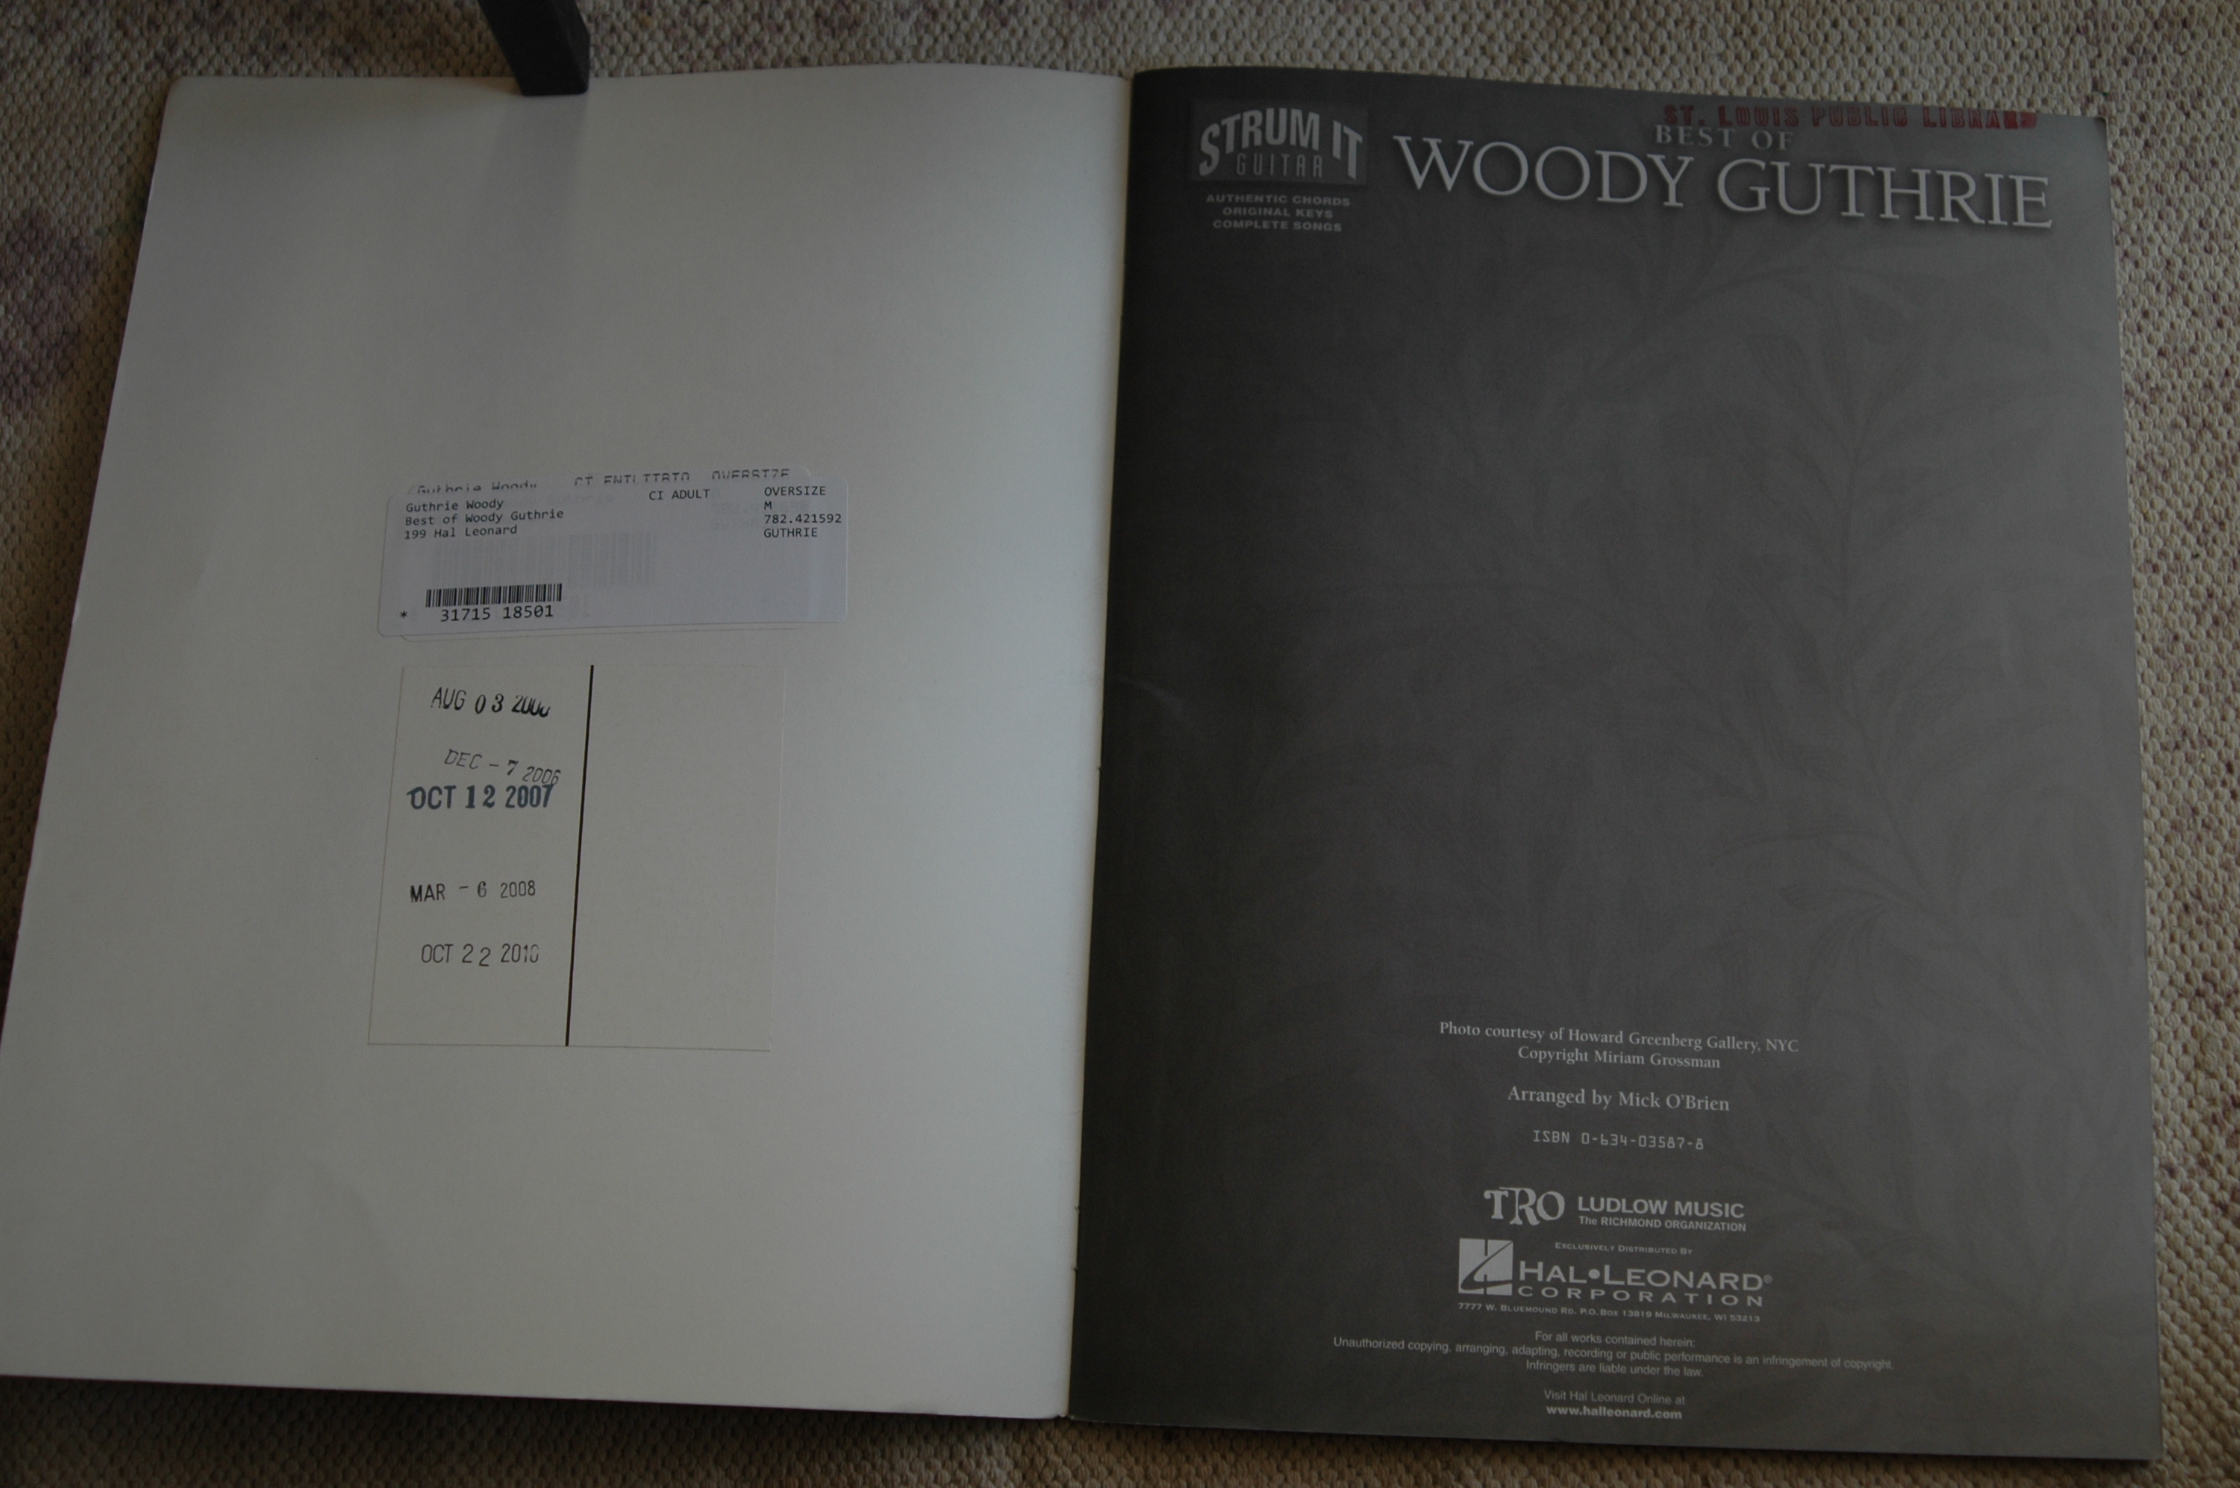 Guthrie Woody OVERSIZE
Guthrie Woody CI ADULT OVERSIZE
Best of Woody Guthrie M
199 Hal Leonard 782.421592
GUTHRIE
* 31715 18501
AUG 03
DEC - 7 2006
OCT 12 2007
MAR - 6 2008
OCT 22 2010
ST. LOUIS PUBLIC LIBRARY
STRUM IT
GUITAR
AUTHENTIC CHORDS
ORIGINAL KEYS
COMPLETE SONGS
BEST OF
WOODY GUTHRIE
Photo courtesy of Howard Greenberg Gallery, NYC
Copyright Miriam Grossman
Arranged by Mick O'Brien
ISBN 0-634-03587-8
TRO LUDLOW MUSIC
The RICHMOND ORGANIZATION
EXCLUSIVELY DISTRIBUTED BY
HAL•LEONARD®
CORPORATION
7777 W. BLUEMOUND RD. P.O. BOX 13819 MILWAUKEE, WI 53213
For all works contained herein:
Unauthorized copying, arranging, adapting, recording or public performance is an infringement of copyright.
Infringers are liable under the law.
Visit Hal Leonard Online at
www.halleonard.com